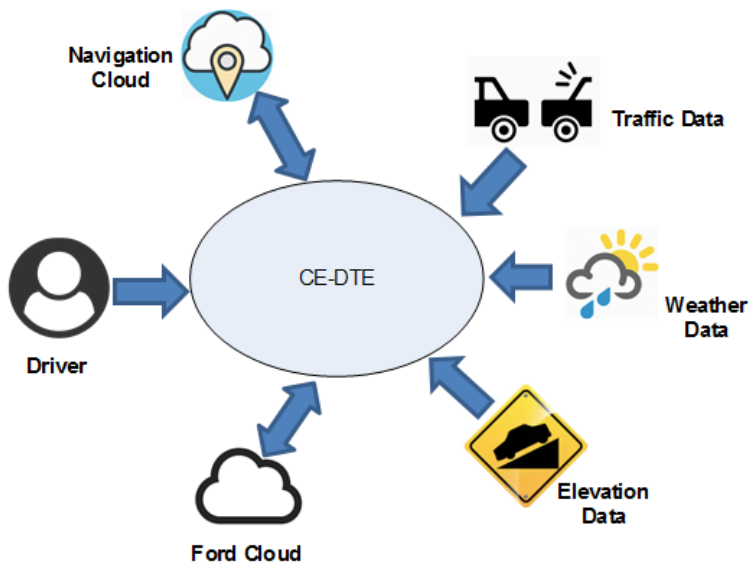 Navigation
Cloud
Traffic Data
CE-DTE
Weather
Data
Driver
Elevation
Data
Ford Cloud